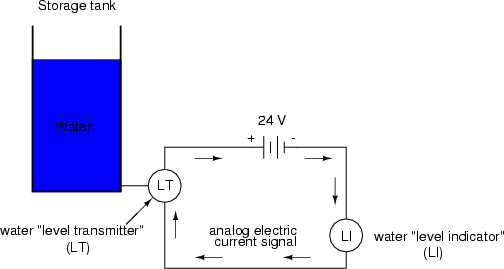 Storage tank
Water
24 V
+ -
LT
water "level transmitter"
(LT)
analog electric
current signal
LI
water "level indicator"
(LI)